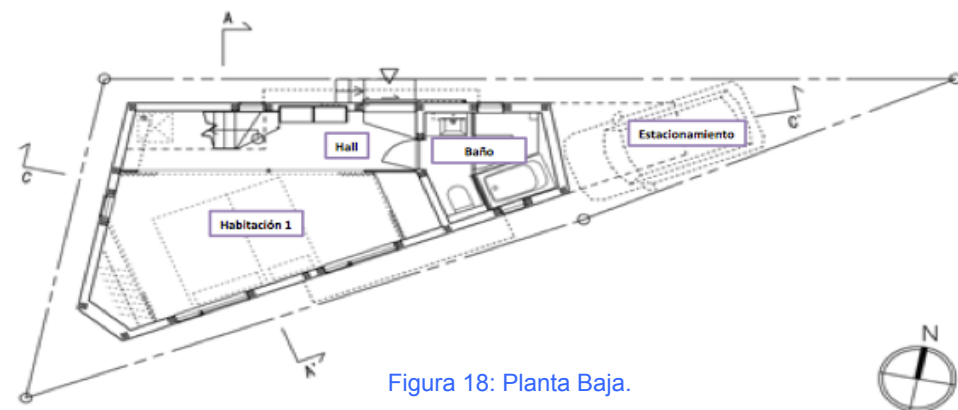 A
Estacionamiento
C'
Hall
Baño
C
Habitación 1
A'
N
Figura 18: Planta Baja.